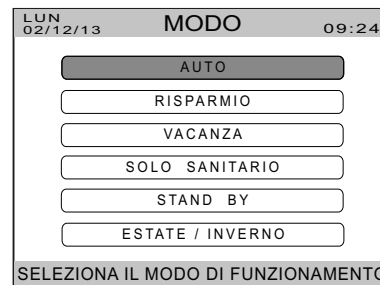 LUN MODO 09:24
02/12/13
AUTO
RISPARMIO
VACANZA
SOLO SANITARIO
STAND BY
ESTATE / INVERNO
SELEZIONA IL MODO DI FUNZIONAMENTO